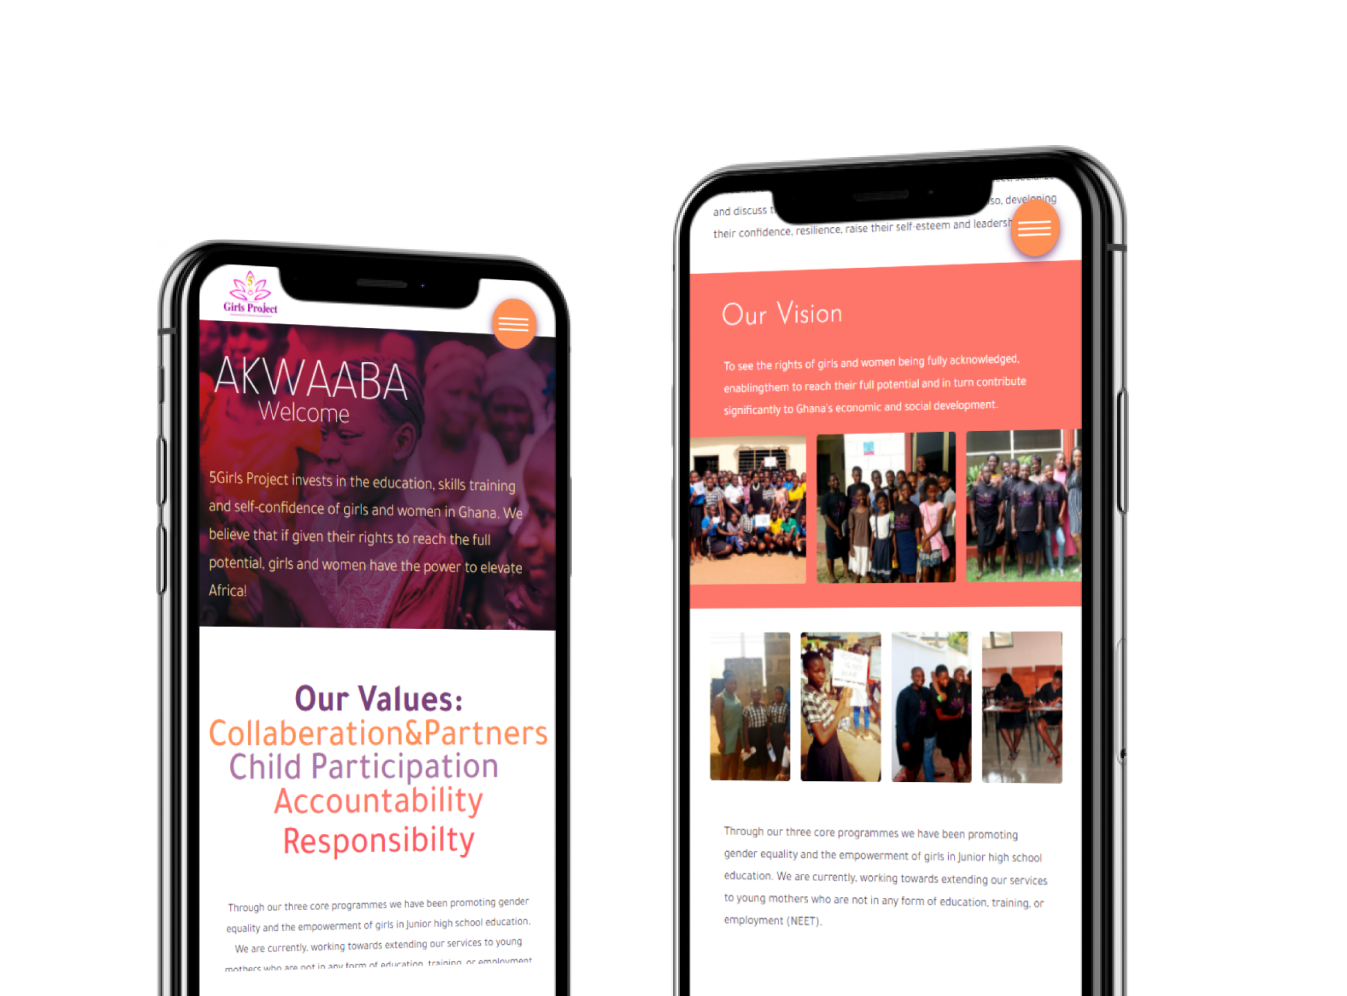 5
Girls Project
AKWAABA
Welcome
5Girls Project invests in the education, skills training
and self-confidence of girls and women in Ghana. We
believe that if given their rights to reach the full
potential, girls and women have the power to elevate
Africa!
Our Values:
Collaberation&Partners
Child Participation
Accountability
Responsibilty
Through our three core programmes we have been promoting gender
equality and the empowerment of girls in Junior high school education.
We are currently, working towards extending our services to young
mothers who are not in any form of education, training, or employment
and discuss
so, developing
their confidence, resilience, raise their self-esteem and
Our Vision
To see the rights of girls and women being fully acknowledged,
enablingthem to reach their full potential and in turn contribute
significantly to Ghana's economic and social development.
Through our three core programmes we have been promoting
gender equality and the empowerment of girls in Junior high school
education. We are currently, working towards extending our services
to young mothers who are not in any form of education, training, or
employment (NEET).